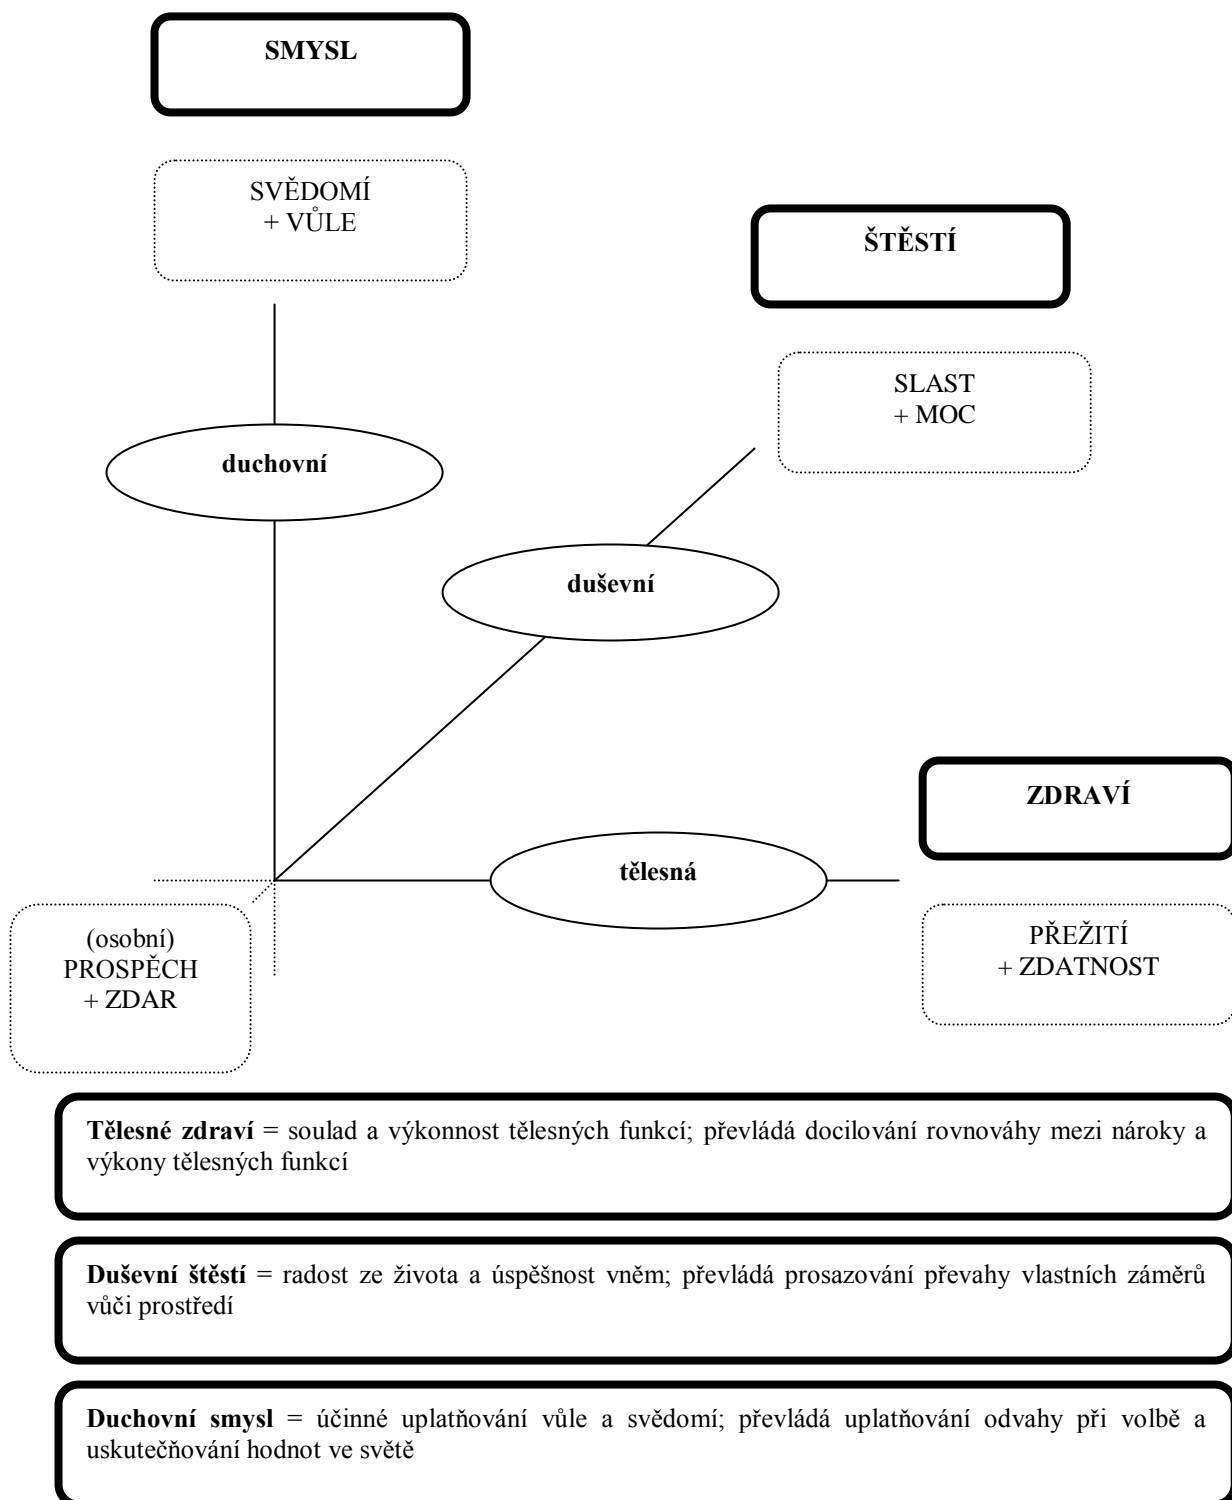 SMYSL
SVĚDOMÍ
+ VŮLE
ŠTĚSTÍ
SLAST
+ MOC
duchovní
duševní
ZDRAVÍ
tělesná
(osobní)
PROSPĚCH
+ ZDAR
PŘEŽITÍ
+ ZDATNOST
Tělesné zdraví = soulad a výkonnost tělesných funkcí; převládá docilování rovnováhy mezi nároky a
výkony tělesných funkcí
Duševní štěstí = radost ze života a úspěšnost vněm; převládá prosazování převahy vlastních záměrů
vůči prostředí
Duchovní smysl = účinné uplatňování vůle a svědomí; převládá uplatňování odvahy při volbě a
uskutečňování hodnot ve světě